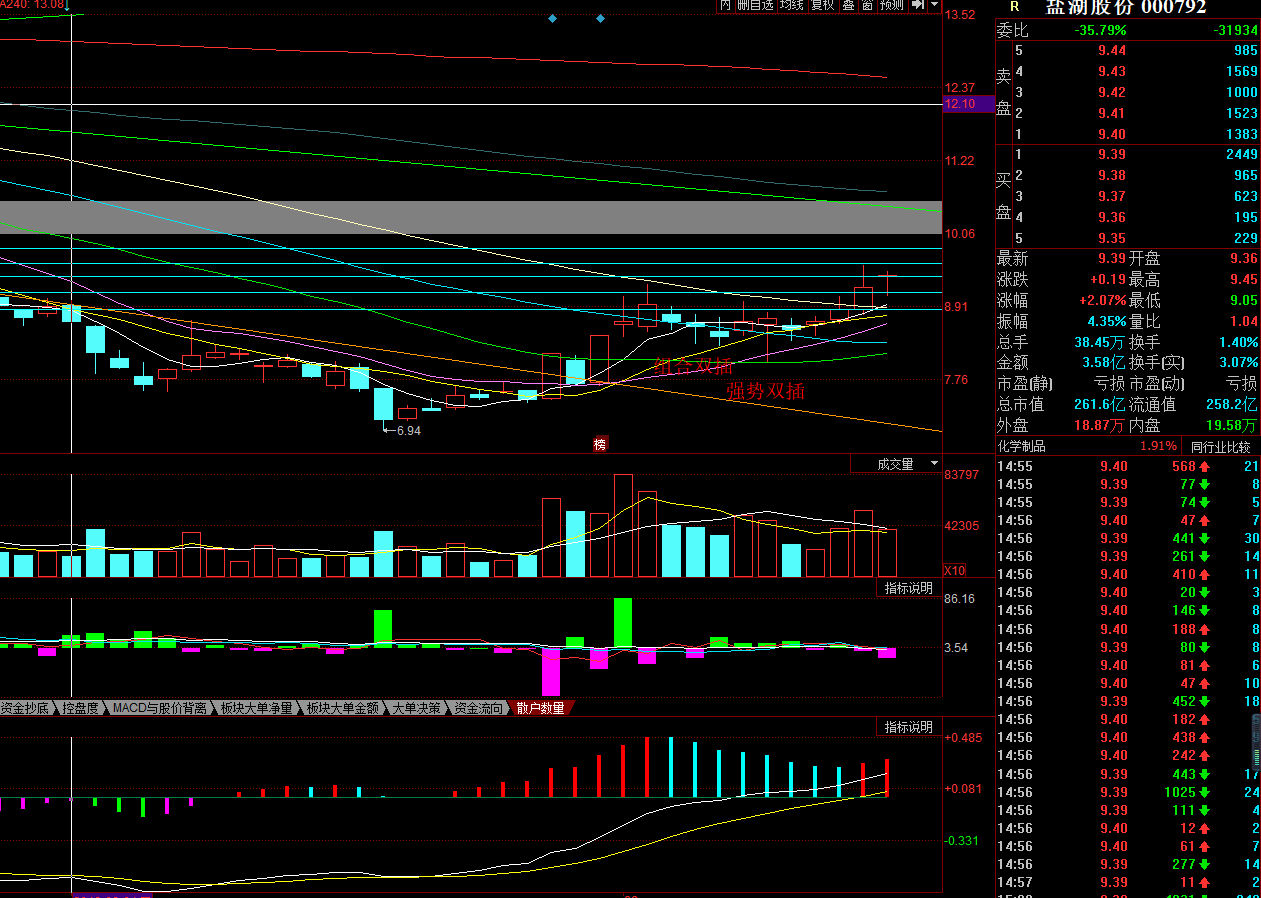 A240: 13.08↓
内 删自选 均线 复权 叠 窗 预测
13.52
12.37
12.10
11.22
10.06
8.91
7.76
组合双插
强势双插
←6.94
榜
成交量
83797
42305
X10
指标说明
86.16
3.54
资金抄底 控盘度 MACD与股价背离 板块大单净量 板块大单金额 大单决策 资金流向 散户数量
指标说明
+0.485
+0.081
-0.331
R 盐湖股份 000792
委比 -35.79% -31934
卖盘
5 9.44 985
4 9.43 1569
3 9.42 1000
2 9.41 1523
1 9.40 1383
买盘
1 9.39 2449
2 9.38 965
3 9.37 623
4 9.36 195
5 9.35 229
最新 9.39 开盘 9.36
涨跌 +0.19 最高 9.45
涨幅 +2.07% 最低 9.05
振幅 4.35% 量比 1.04
总手 38.45万 换手 1.40%
金额 3.58亿 换手(实) 3.07%
市盈(静) 亏损 市盈(动) 亏损
总市值 261.6亿 流通值 258.2亿
外盘 18.87万 内盘 19.58万
化学制品 1.91% 同行业比较
14:55 9.40 568 21
14:55 9.39 77 8
14:55 9.39 74 5
14:56 9.40 47 7
14:56 9.39 441 30
14:56 9.39 261 14
14:56 9.40 410 11
14:56 9.40 20 3
14:56 9.40 146 8
14:56 9.40 188 8
14:56 9.39 80 8
14:56 9.40 81 6
14:56 9.40 47 10
14:56 9.39 452 18
14:56 9.40 182
14:56 9.40 438
14:56 9.40 242
14:56 9.39 443 17
14:56 9.39 1025 24
14:56 9.39 111 4
14:56 9.40 12 2
14:56 9.40 61 7
14:56 9.39 277 14
14:57 9.39 11 2